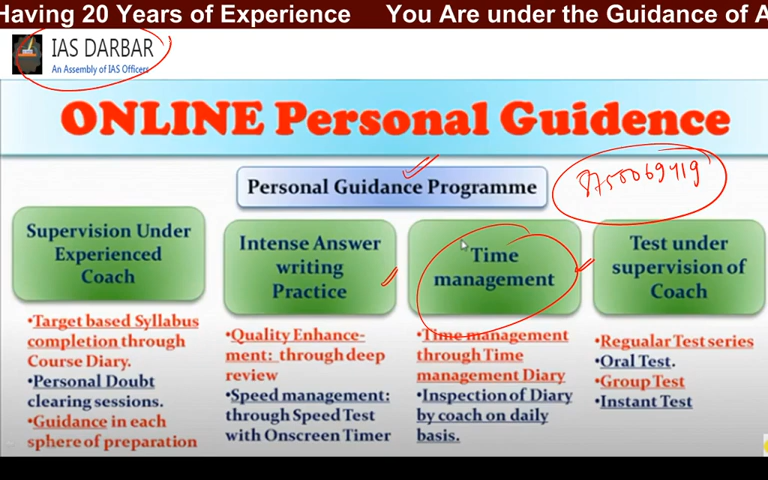 Having 20 Years of Experience You Are under the Guidance of A
IAS DARBAR
An Assembly of IAS Officers
ONLINE Personal Guidence
Personal Guidance Programme
8750069419
Supervision Under
Experienced
Coach
•Target based Syllabus
completion through
Course Diary.
•Personal Doubt
clearing sessions.
•Guidance in each
sphere of preparation
Intense Answer
writing
Practice
•Quality Enhance-
ment: through deep
review
•Speed management:
through Speed Test
with Onscreen Timer
Time
management
•Time management
through Time
management Diary
•Inspection of Diary
by coach on daily
basis.
Test under
supervision of
Coach
•Regualar Test series
•Oral Test.
•Group Test
•Instant Test